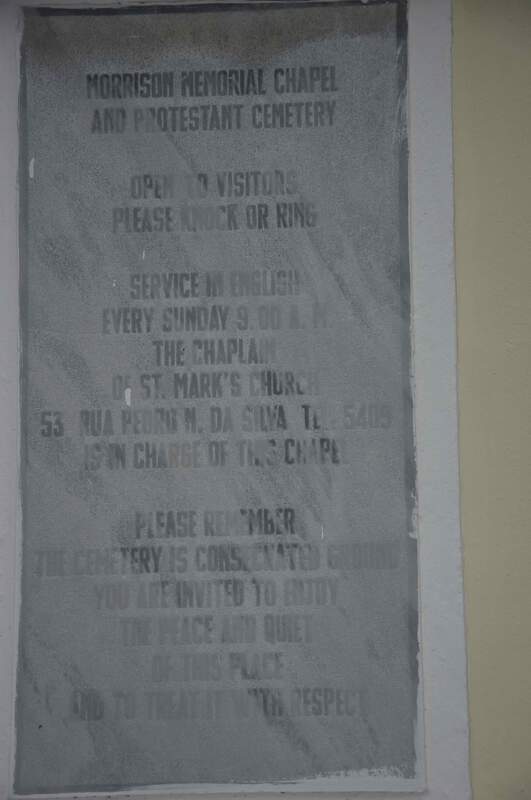 MORRISON MEMORIAL CHAPEL
AND PROTESTANT CEMETERY
OPEN TO VISITORS
PLEASE KNOCK OR RING
SERVICE IN ENGLISH
EVERY SUNDAY 9.00 A.M.
THE CHAPLAIN
OF ST. MARK'S CHURCH
53 RUA PEDRO N. DA SILVA TEL. 5409
IS IN CHARGE OF THIS CHAPEL
PLEASE REMEMBER
THE CEMETERY IS CONSECRATED GROUND
YOU ARE INVITED TO ENJOY
THE PEACE AND QUIET
OF THIS PLACE
AND TO TREAT IT WITH RESPECT